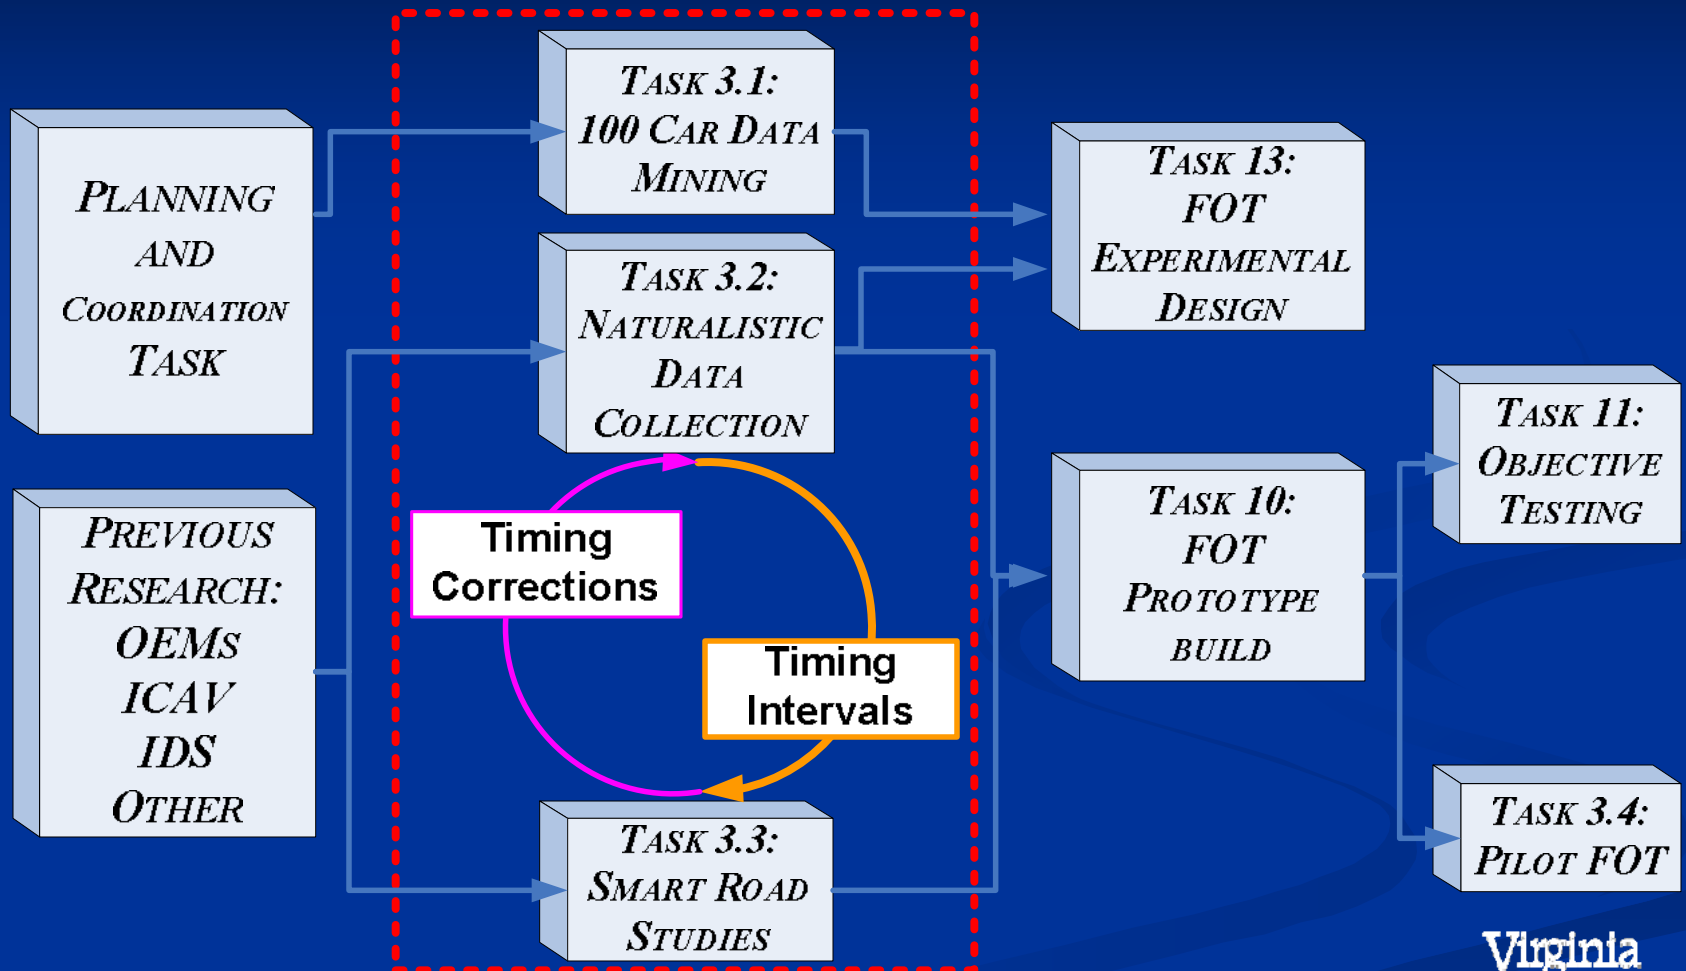 PLANNING
AND
COORDINATION
TASK
PREVIOUS
RESEARCH:
OEMS
ICAV
IDS
OTHER
TASK 3.1:
100 CAR DATA
MINING
TASK 3.2:
NATURALISTIC
DATA
COLLECTION
Timing
Corrections
Timing
Intervals
TASK 3.3:
SMART ROAD
STUDIES
TASK 13:
FOT
EXPERIMENTAL
DESIGN
TASK 10:
FOT
PROTOTYPE
BUILD
TASK 11:
OBJECTIVE
TESTING
TASK 3.4:
PILOT FOT
Virginia